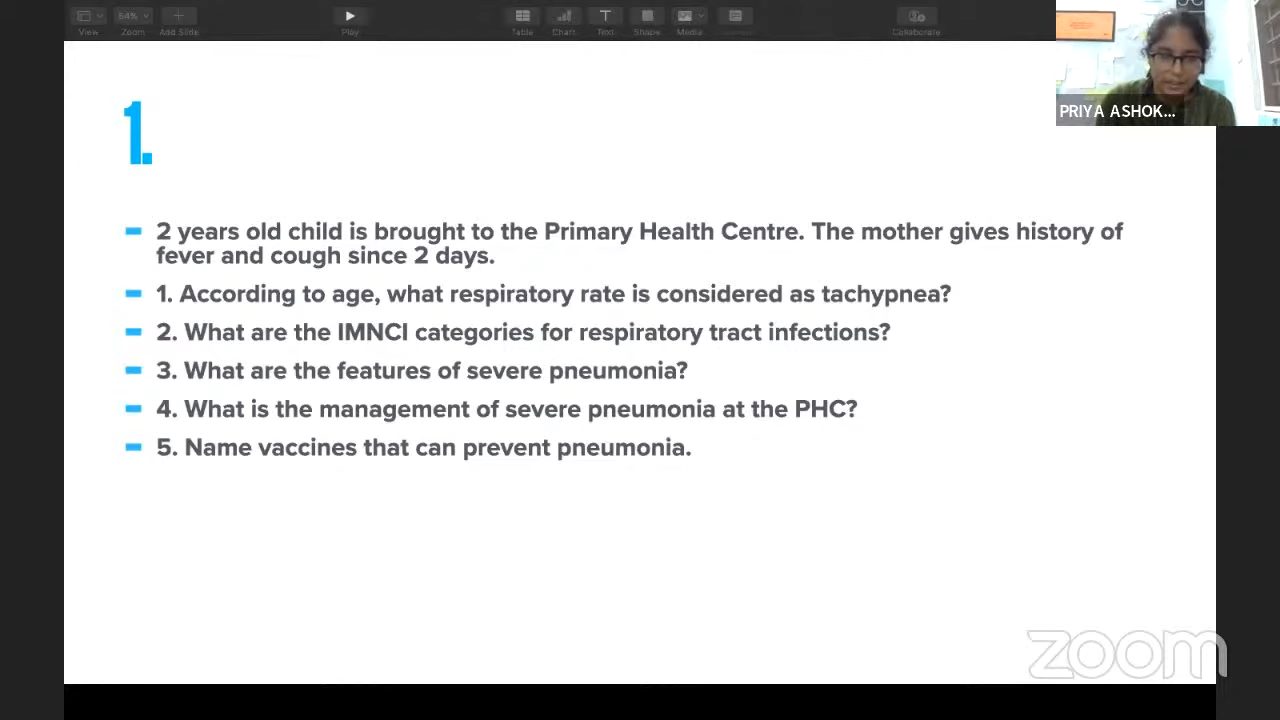 View
54%
Zoom
Add Slide
Play
Table
Chart
Text
Shape
Media
Collaborate
PRIYA ASHOK...
1.
2 years old child is brought to the Primary Health Centre. The mother gives history of
fever and cough since 2 days.
1. According to age, what respiratory rate is considered as tachypnea?
2. What are the IMNCI categories for respiratory tract infections?
3. What are the features of severe pneumonia?
4. What is the management of severe pneumonia at the PHC?
5. Name vaccines that can prevent pneumonia.
zoom